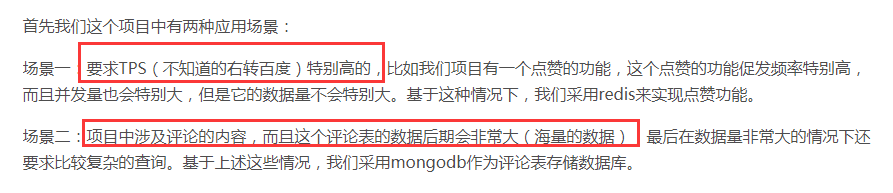 首先我们这个项目中有两种应用场景：
场景一：要求TPS（不知道的右转百度）特别高的，比如我们项目有一个点赞的功能，这个点赞的功能促发频率特别高，
而且并发量也会特别大，但是它的数据量不会特别大。基于这种情况下，我们采用redis来实现点赞功能。
场景二：项目中涉及评论的内容，而且这个评论表的数据后期会非常大（海量的数据） 最后在数据量非常大的情况下还
要求比较复杂的查询。基于上述这些情况，我们采用mongodb作为评论表存储数据库。